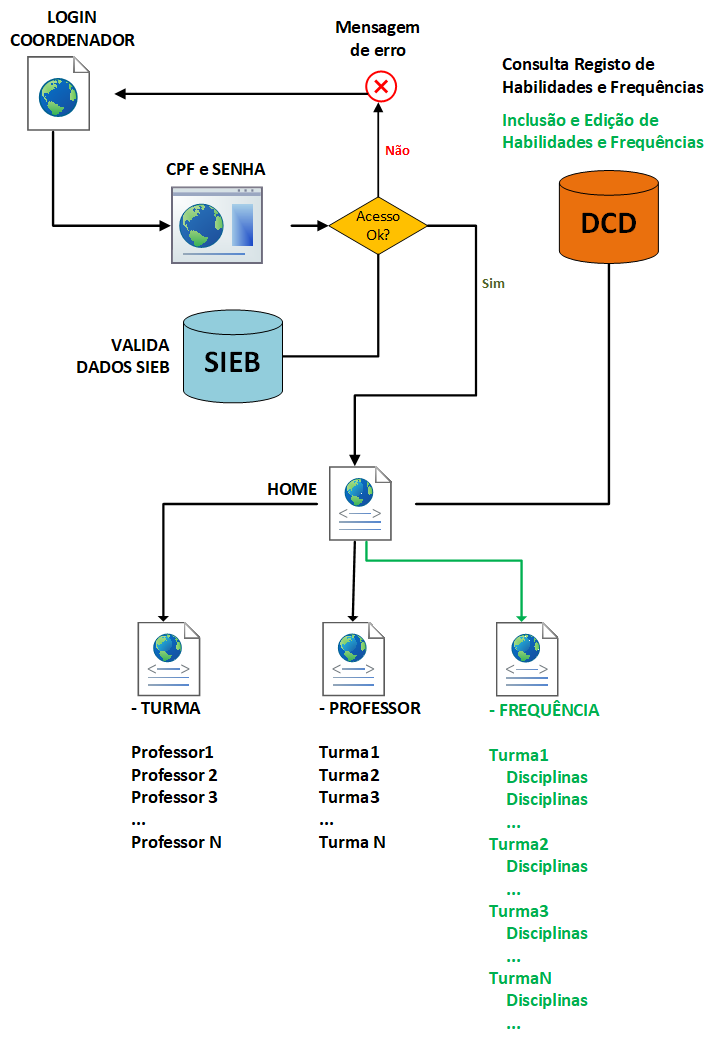 LOGIN
COORDENADOR
Mensagem
de erro
Consulta Registo de
Habilidades e Frequências
Inclusão e Edição de
Habilidades e Frequências
Não
CPF e SENHA
Acesso
Ok?
DCD
Sim
VALIDA
DADOS SIEB
SIEB
HOME
- TURMA
Professor1
Professor 2
Professor 3
...
Professor N
- PROFESSOR
Turma1
Turma2
Turma3
...
Turma N
- FREQUÊNCIA
Turma1
Disciplinas
Disciplinas
...
Turma2
Disciplinas
...
Turma3
Disciplinas
...
TurmaN
Disciplinas
...